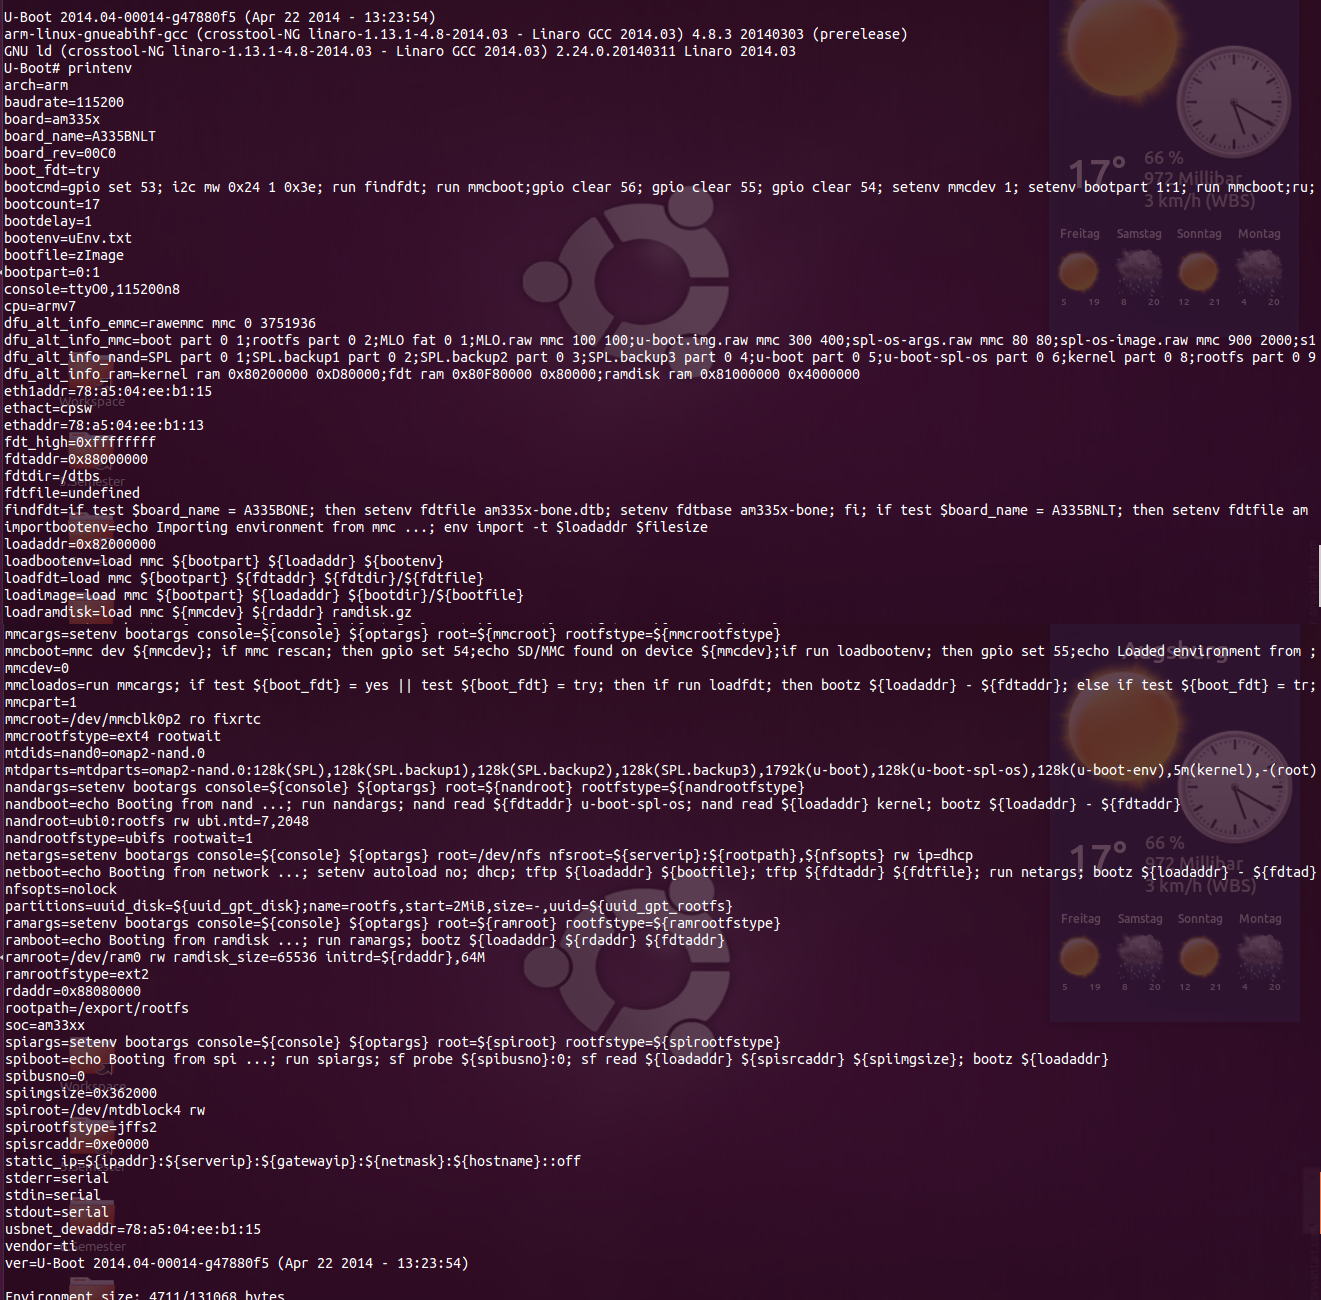 U-Boot 2014.04-00014-g47880f5 (Apr 22 2014 - 13:23:54)
arm-linux-gnueabihf-gcc (crosstool-NG linaro-1.13.1-4.8-2014.03 - Linaro GCC 2014.03) 4.8.3 20140303 (prerelease)
GNU ld (crosstool-NG linaro-1.13.1-4.8-2014.03 - Linaro GCC 2014.03) 2.24.0.20140311 Linaro 2014.03
U-Boot# printenv
arch=arm
baudrate=115200
board=am335x
board_name=A335BNLT
board_rev=00C0
boot_fdt=try
bootcmd=gpio set 53; i2c mw 0x24 1 0x3e; run findfdt; run mmcboot;gpio clear 56; gpio clear 55; gpio clear 54; setenv mmcdev 1; setenv bootpart 1:1; run mmcboot;ru;
bootcount=17
bootdelay=1
bootenv=uEnv.txt
bootfile=zImage
bootpart=0:1
console=ttyO0,115200n8
cpu=armv7
dfu_alt_info_emmc=rawemmc mmc 0 3751936
dfu_alt_info_mmc=boot part 0 1;rootfs part 0 2;MLO fat 0 1;MLO.raw mmc 100 100;u-boot.img.raw mmc 300 400;spl-os-args.raw mmc 80 80;spl-os-image.raw mmc 900 2000;s1
dfu_alt_info_nand=SPL part 0 1;SPL.backup1 part 0 2;SPL.backup2 part 0 3;SPL.backup3 part 0 4;u-boot part 0 5;u-boot-spl-os part 0 6;kernel part 0 8;rootfs part 0 9
dfu_alt_info_ram=kernel ram 0x80200000 0xD80000;fdt ram 0x80F80000 0x80000;ramdisk ram 0x81000000 0x4000000
eth1addr=78:a5:04:ee:b1:15
ethact=cpsw
ethaddr=78:a5:04:ee:b1:13
fdt_high=0xffffffff
fdtaddr=0x88000000
fdtdir=/dtbs
fdtfile=undefined
findfdt=if test $board_name = A335BONE; then setenv fdtfile am335x-bone.dtb; setenv fdtbase am335x-bone; fi; if test $board_name = A335BNLT; then setenv fdtfile am
importbootenv=echo Importing environment from mmc ...; env import -t $loadaddr $filesize
loadaddr=0x82000000
loadbootenv=load mmc ${bootpart} ${loadaddr} ${bootenv}
loadfdt=load mmc ${bootpart} ${fdtaddr} ${fdtdir}/${fdtfile}
loadimage=load mmc ${bootpart} ${loadaddr} ${bootdir}/${bootfile}
loadramdisk=load mmc ${mmcdev} ${rdaddr} ramdisk.gz
mmcargs=setenv bootargs console=${console} ${optargs} root=${mmcroot} rootfstype=${mmcrootfstype}
mmcboot=mmc dev ${mmcdev}; if mmc rescan; then gpio set 54;echo SD/MMC found on device ${mmcdev};if run loadbootenv; then gpio set 55;echo Loaded environment from ;
mmcdev=0
mmcloados=run mmcargs; if test ${boot_fdt} = yes || test ${boot_fdt} = try; then if run loadfdt; then bootz ${loadaddr} - ${fdtaddr}; else if test ${boot_fdt} = tr;
mmcpart=1
mmcroot=/dev/mmcblk0p2 ro fixrtc
mmcrootfstype=ext4 rootwait
mtdids=nand0=omap2-nand.0
mtdparts=mtdparts=omap2-nand.0:128k(SPL),128k(SPL.backup1),128k(SPL.backup2),128k(SPL.backup3),1792k(u-boot),128k(u-boot-spl-os),128k(u-boot-env),5m(kernel),-(root)
nandargs=setenv bootargs console=${console} ${optargs} root=${nandroot} rootfstype=${nandrootfstype}
nandboot=echo Booting from nand ...; run nandargs; nand read ${fdtaddr} u-boot-spl-os; nand read ${loadaddr} kernel; bootz ${loadaddr} - ${fdtaddr}
nandroot=ubi0:rootfs rw ubi.mtd=7,2048
nandrootfstype=ubifs rootwait=1
netargs=setenv bootargs console=${console} ${optargs} root=/dev/nfs nfsroot=${serverip}:${rootpath},${nfsopts} rw ip=dhcp
netboot=echo Booting from network ...; setenv autoload no; dhcp; tftp ${loadaddr} ${bootfile}; tftp ${fdtaddr} ${fdtfile}; run netargs; bootz ${loadaddr} - ${fdtad}
nfsopts=nolock
partitions=uuid_disk=${uuid_gpt_disk};name=rootfs,start=2MiB,size=-,uuid=${uuid_gpt_rootfs}
ramargs=setenv bootargs console=${console} ${optargs} root=${ramroot} rootfstype=${ramrootfstype}
ramboot=echo Booting from ramdisk ...; run ramargs; bootz ${loadaddr} ${rdaddr} ${fdtaddr}
ramroot=/dev/ram0 rw ramdisk_size=65536 initrd=${rdaddr},64M
ramrootfstype=ext2
rdaddr=0x88080000
rootpath=/export/rootfs
soc=am33xx
spiargs=setenv bootargs console=${console} ${optargs} root=${spiroot} rootfstype=${spirootfstype}
spiboot=echo Booting from spi ...; run spiargs; sf probe ${spibusno}:0; sf read ${loadaddr} ${spisrcaddr} ${spiimgsize}; bootz ${loadaddr}
spibusno=0
spiimgsize=0x362000
spiroot=/dev/mtdblock4 rw
spirootfstype=jffs2
spisrcaddr=0xe0000
static_ip=${ipaddr}:${serverip}:${gatewayip}:${netmask}:${hostname}::off
stderr=serial
stdin=serial
stdout=serial
usbnet_devaddr=78:a5:04:ee:b1:15
vendor=ti
ver=U-Boot 2014.04-00014-g47880f5 (Apr 22 2014 - 13:23:54)
Environment size: 4711/131068 bytes
17° 66 %
972 Millibar
3 km/h (WBS)
Freitag Samstag Sonntag Montag
5 19 8 20 12 21 4 20
Workspace
Augsburg
17° 66 %
972 Millibar
3 km/h (WBS)
Freitag Samstag Sonntag Montag
5 19 8 20 12 21 4 20
Workspace